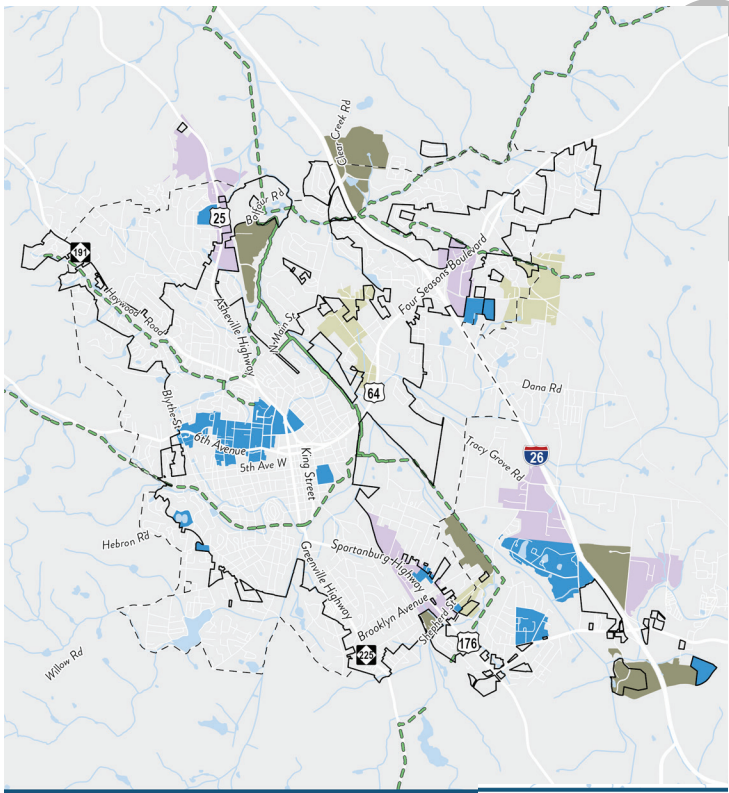 Clear Creek Rd
25
Balfour Rd
191
Haywood Road
Asheville Highway
N Main St
Four Seasons Boulevard
64
Dana Rd
Blythe St
6th Avenue
5th Ave W
King Street
Tracy Grove Rd
26
Hebron Rd
Greenville Highway
Spartanburg Highway
Brooklyn Avenue
Shepherd St
176
225
Willow Rd